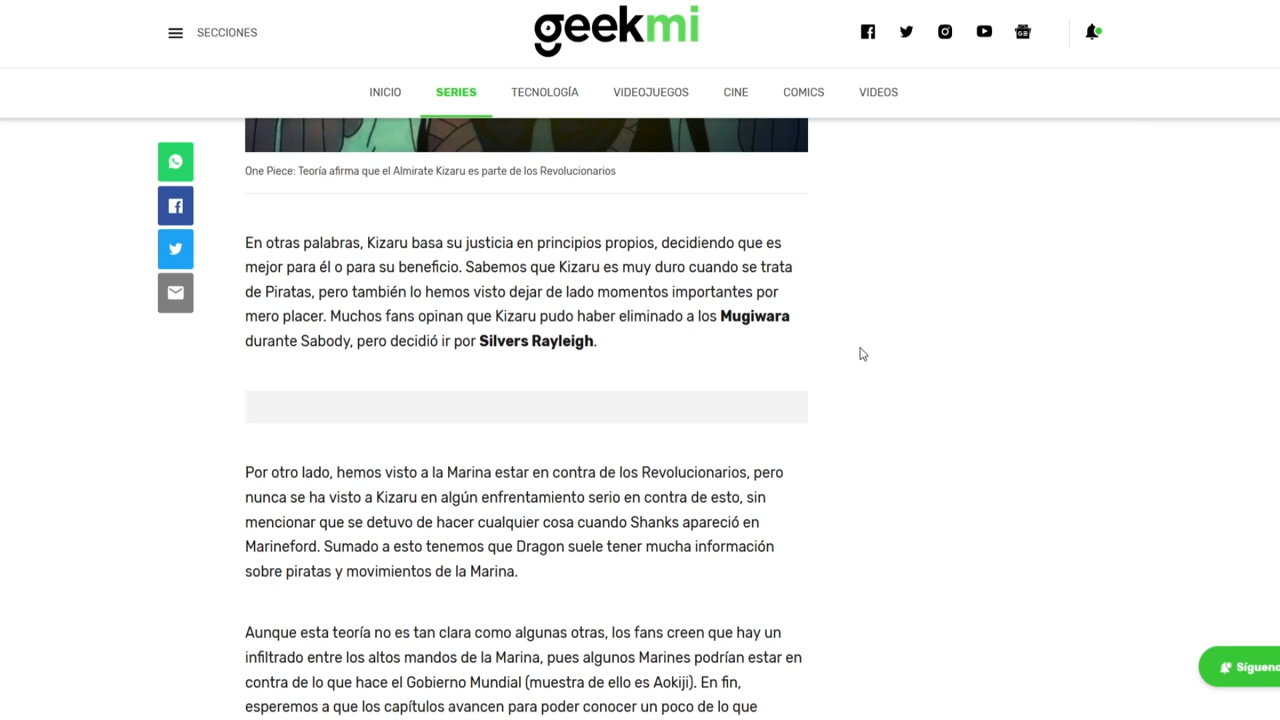 SECCIONES
geekmi
GE
INICIO
SERIES
TECNOLOGÍA
VIDEOJUEGOS
CINE
COMICS
VIDEOS
One Piece: Teoría afirma que el Almirate Kizaru es parte de los Revolucionarios
En otras palabras, Kizaru basa su justicia en principios propios, decidiendo que es
mejor para él o para su beneficio. Sabemos que Kizaru es muy duro cuando se trata
de Piratas, pero también lo hemos visto dejar de lado momentos importantes por
mero placer. Muchos fans opinan que Kizaru pudo haber eliminado a los Mugiwara
durante Sabody, pero decidió ir por Silvers Rayleigh.
Por otro lado, hemos visto a la Marina estar en contra de los Revolucionarios, pero
nunca se ha visto a Kizaru en algún enfrentamiento serio en contra de esto, sin
mencionar que se detuvo de hacer cualquier cosa cuando Shanks apareció en
Marineford. Sumado a esto tenemos que Dragon suele tener mucha información
sobre piratas y movimientos de la Marina.
Aunque esta teoría no es tan clara como algunas otras, los fans creen que hay un
infiltrado entre los altos mandos de la Marina, pues algunos Marines podrían estar en
contra de lo que hace el Gobierno Mundial (muestra de ello es Aokiji). En fin,
esperemos a que los capítulos avancen para poder conocer un poco de lo que
Sígueno